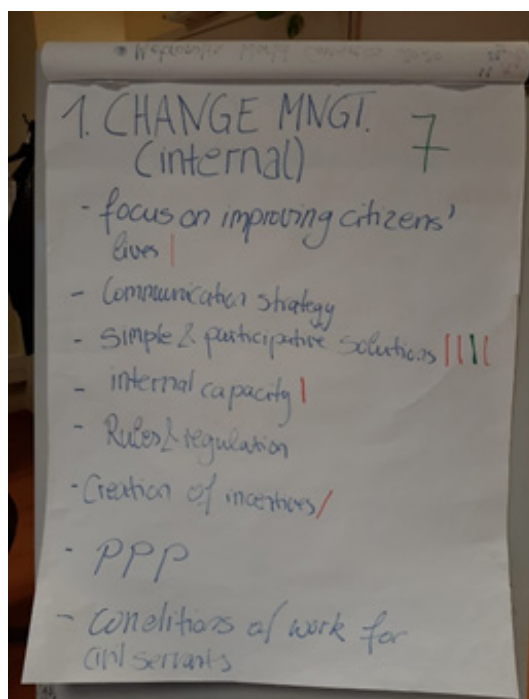 1. CHANGE MNGT.
(internal)
7
- focus on improving citizens'
lives |
- Communication strategy
- Simple & participative solutions ||||
- internal capacity |
- Rules & regulation
- Creation of incentives /
- PPP
- Conditions of work for
civil servants